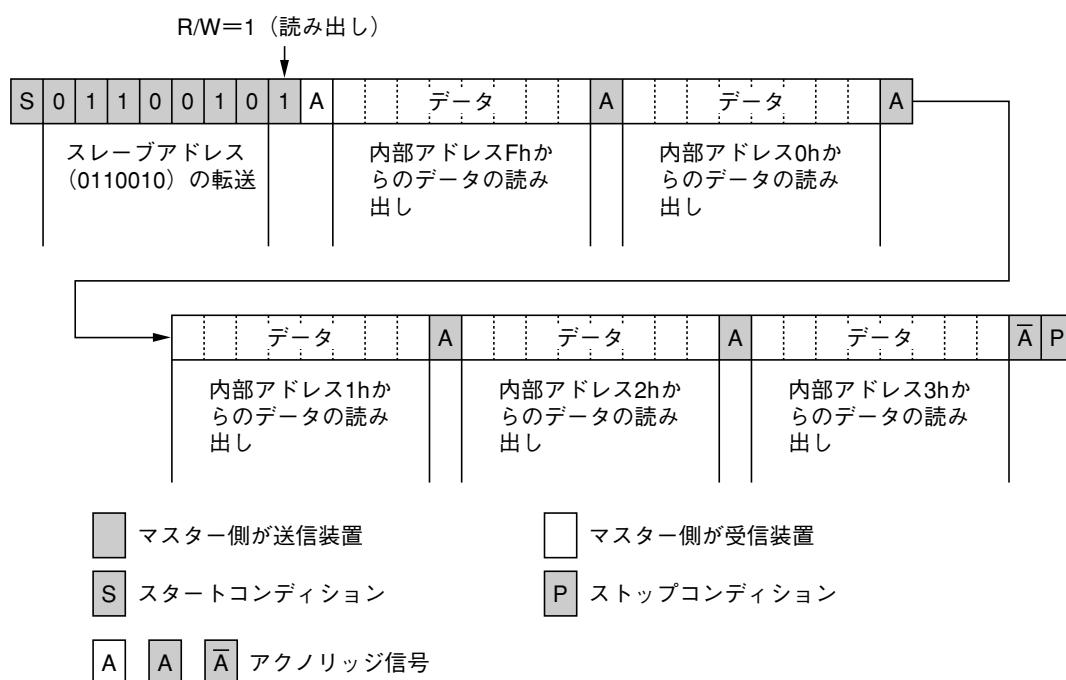 R/W=1（読み出し）
S 0 1 1 0 0 1 0 1 A データ A データ A
スレーブアドレス
（0110010）の転送
内部アドレスFhか
らのデータの読み
出し
内部アドレス0hか
らのデータの読み
出し
データ A データ A データ A̅ P
内部アドレス1hか
らのデータの読み
出し
内部アドレス2hか
らのデータの読み
出し
内部アドレス3hか
らのデータの読み
出し
マスター側が送信装置
マスター側が受信装置
S スタートコンディション
P ストップコンディション
A A A̅ アクノリッジ信号